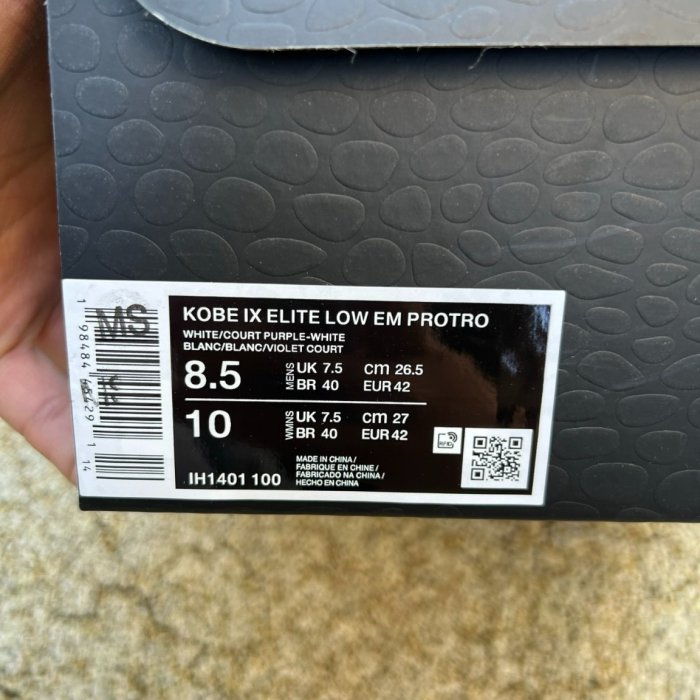 KOBE IX ELITE LOW EM PROTRO
WHITE/COURT PURPLE-WHITE
BLANC/BLANC/VIOLET COURT
8.5
MENS
UK 7.5 cm 26.5
BR 40 EUR 42
10
WMNS
UK 7.5 cm 27
BR 40 EUR 42
IH1401 100
MADE IN CHINA/
FABRIQUE EN CHINE/
FABRICADO NA CHINA/
HECHO EN CHINA
RFID
MS